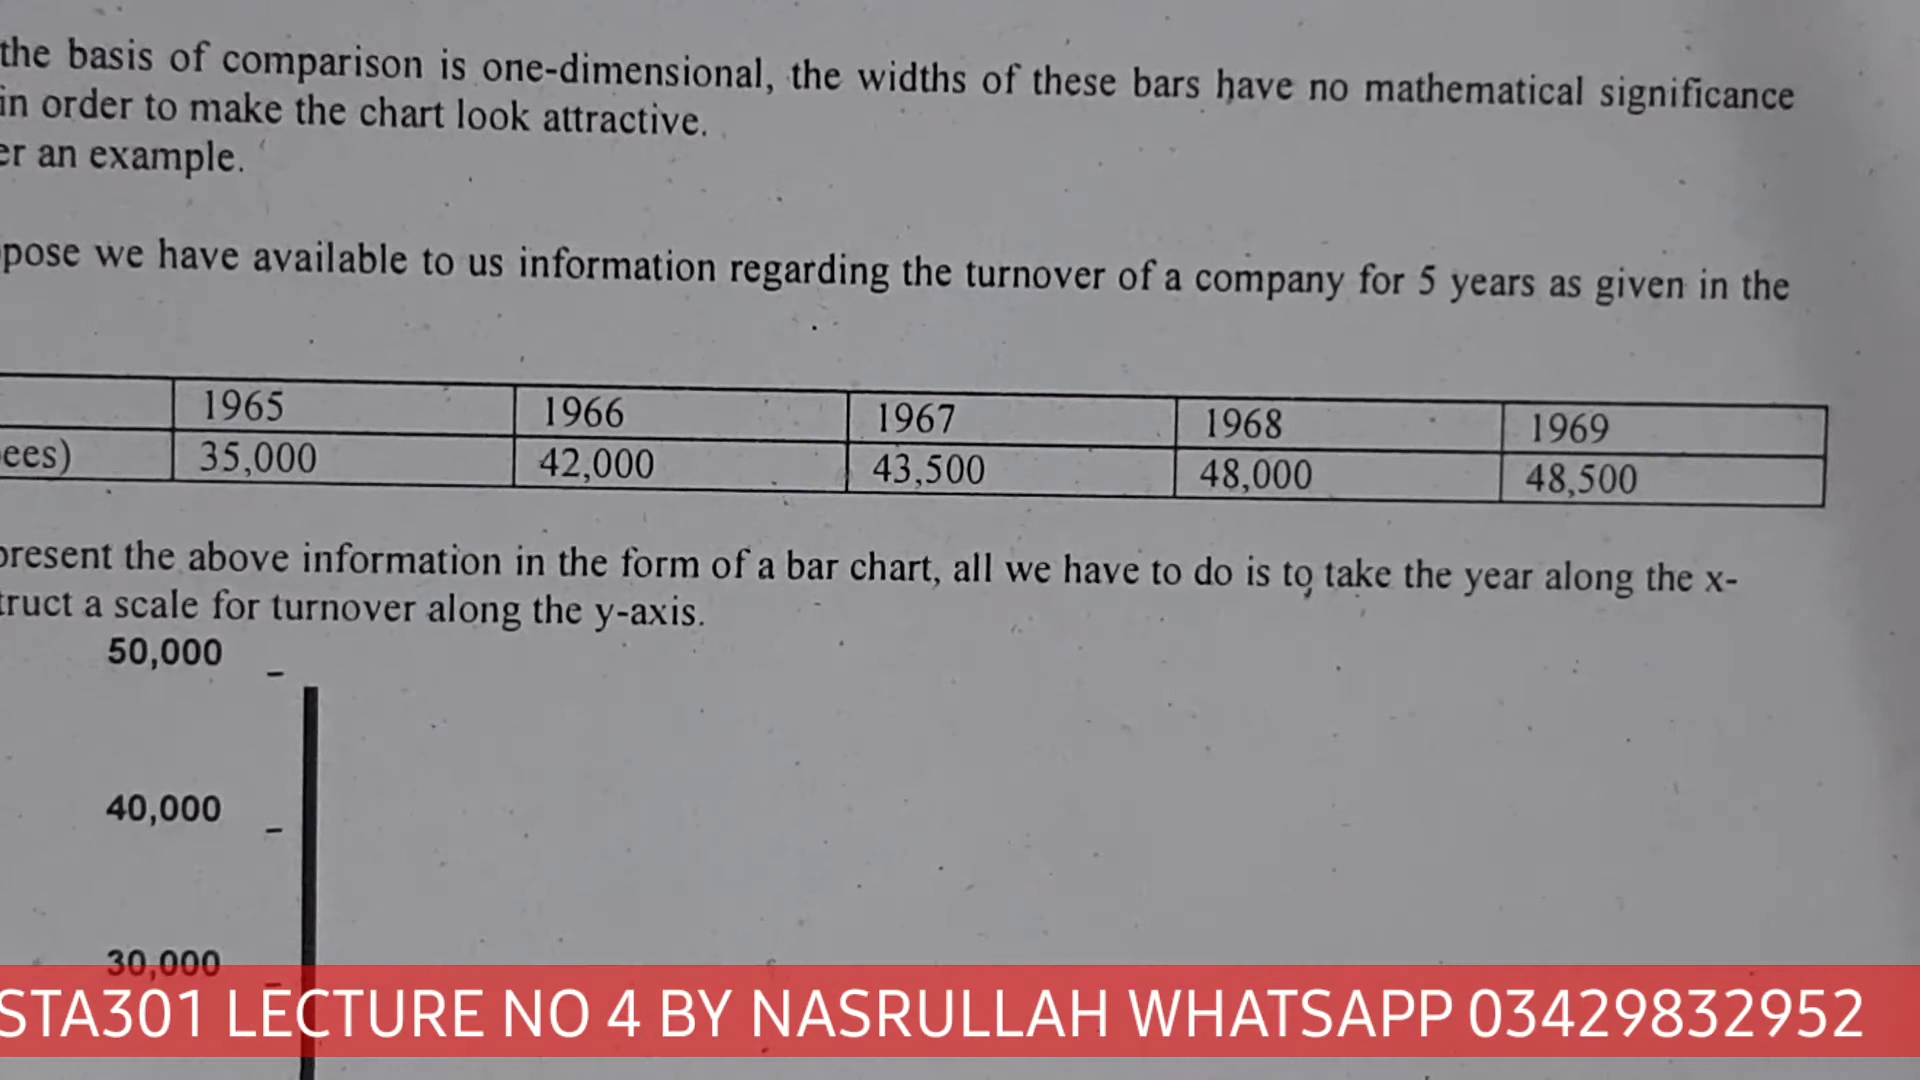 the basis of comparison is one-dimensional, the widths of these bars have no mathematical significance
in order to make the chart look attractive.
er an example.
pose we have available to us information regarding the turnover of a company for 5 years as given in the
1965 1966 1967 1968 1969
ees) 35,000 42,000 43,500 48,000 48,500
present the above information in the form of a bar chart, all we have to do is to take the year along the x-
truct a scale for turnover along the y-axis.
50,000
40,000
30,000
STA301 LECTURE NO 4 BY NASRULLAH WHATSAPP 03429832952